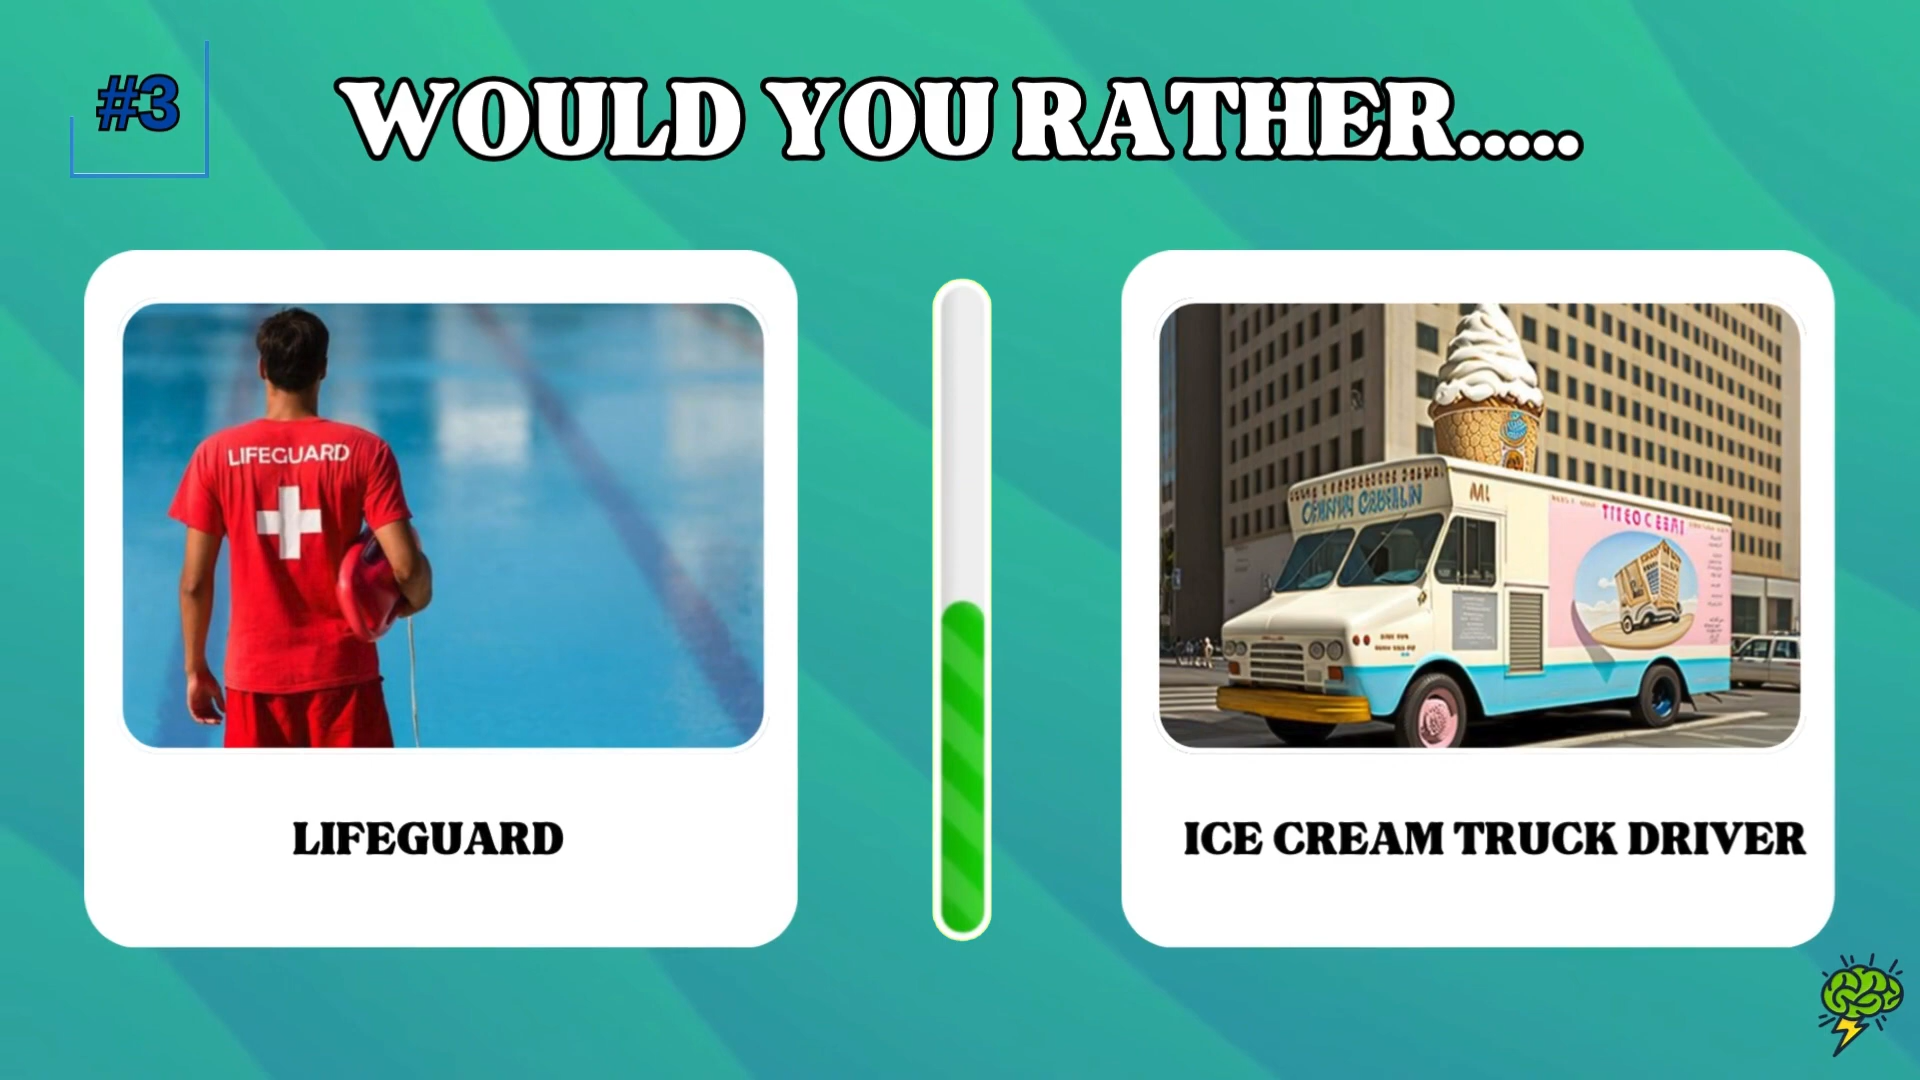 #3
WOULD YOU RATHER.....
LIFEGUARD
LIFEGUARD
ICE CREAM TRUCK DRIVER